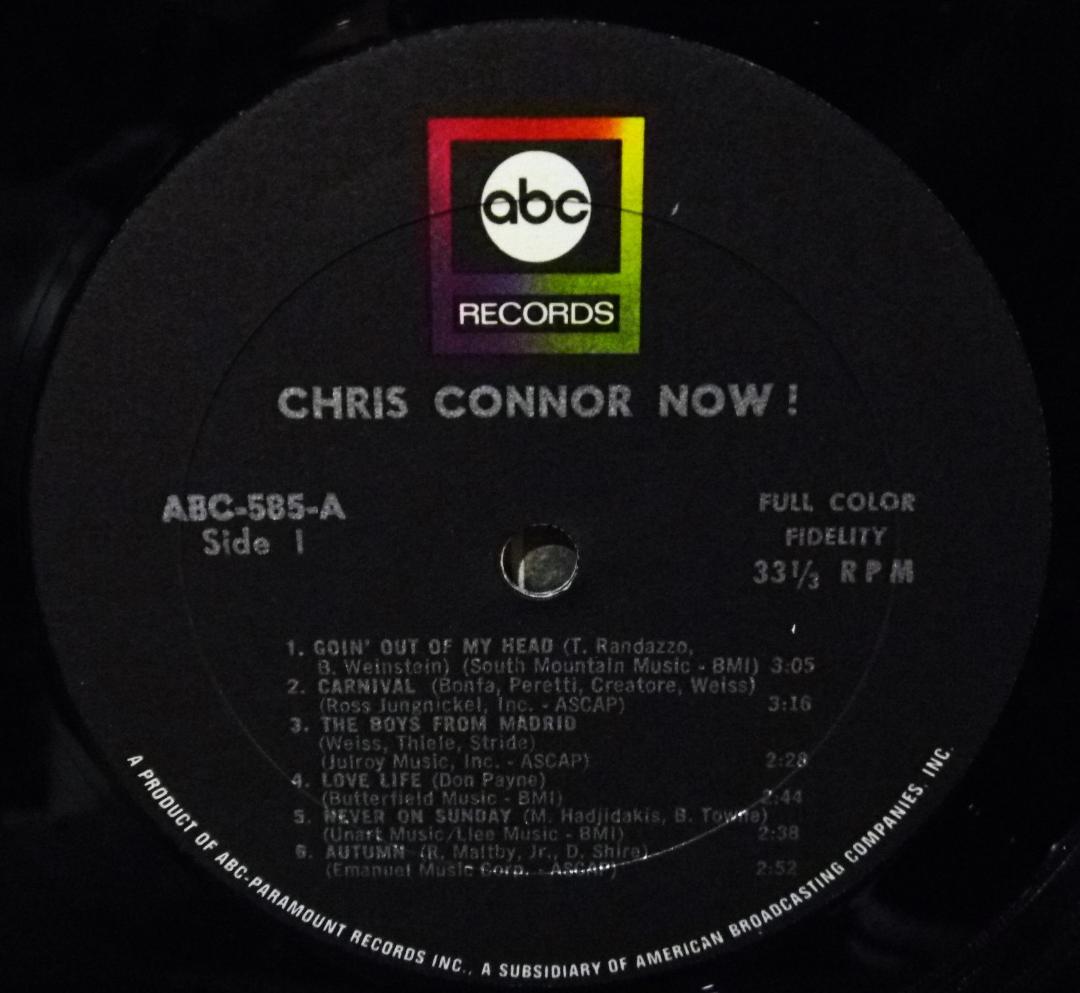 abc
RECORDS
CHRIS CONNOR NOW!
ABC-585-A
Side 1
FULL COLOR
FIDELITY
33 1/3 RPM
1. GOIN' OUT OF MY HEAD (T. Randazzo,
B. Weinstein) (South Mountain Music - BMI) 3:05
2. CARNIVAL (Bonfa, Peretti, Creatore, Weiss)
(Ross Jungnickel, Inc. - ASCAP) 3:16
3. THE BOYS FROM MADRID
(Weiss, Thiele, Stride)
(Julroy Music, Inc. - ASCAP) 2:28
4. LOVE LIFE (Don Payne)
(Butterfield Music - BMI) 2:44
5. NEVER ON SUNDAY (M. Hadjidakis, B. Towne)
(Unart Music/Llee Music - BMI) 2:38
6. AUTUMN (R. Maltby, Jr., D. Shire)
(Emanuel Music Corp. - ASCAP) 2:52
A PRODUCT OF ABC-PARAMOUNT RECORDS INC., A SUBSIDIARY OF AMERICAN BROADCASTING COMPANIES, INC.